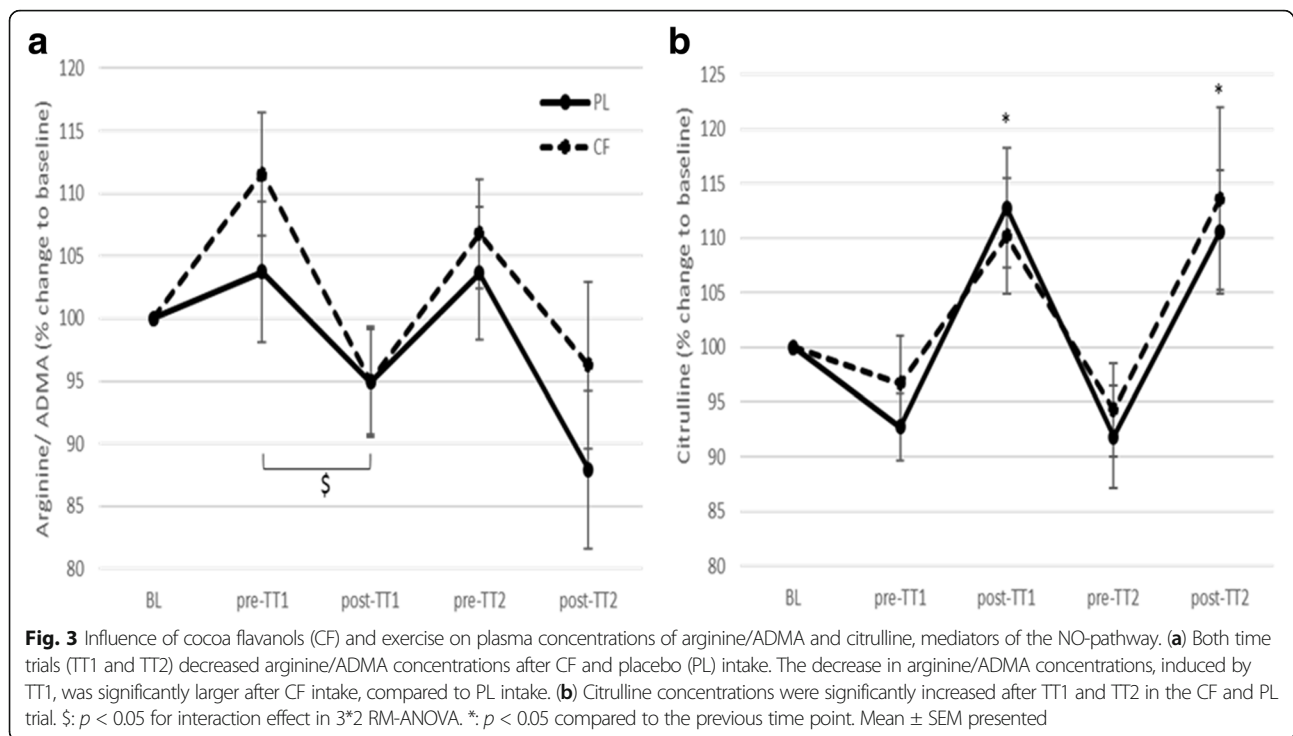 a
Arginine/ ADMA (% change to baseline)
120
115
110
105
100
95
90
85
80
PL
CF
$
BL pre-TT1 post-TT1 pre-TT2 post-TT2
b
Citrulline (% change to baseline)
125
120
115
110
105
100
95
90
85
80
*
*
BL pre-TT1 post-TT1 pre-TT2 post-TT2
Fig. 3 Influence of cocoa flavanols (CF) and exercise on plasma concentrations of arginine/ADMA and citrulline, mediators of the NO-pathway. (a) Both time
trials (TT1 and TT2) decreased arginine/ADMA concentrations after CF and placebo (PL) intake. The decrease in arginine/ADMA concentrations, induced by
TT1, was significantly larger after CF intake, compared to PL intake. (b) Citrulline concentrations were significantly increased after TT1 and TT2 in the CF and PL
trial. $: p < 0.05 for interaction effect in 3*2 RM-ANOVA. *: p < 0.05 compared to the previous time point. Mean ± SEM presented